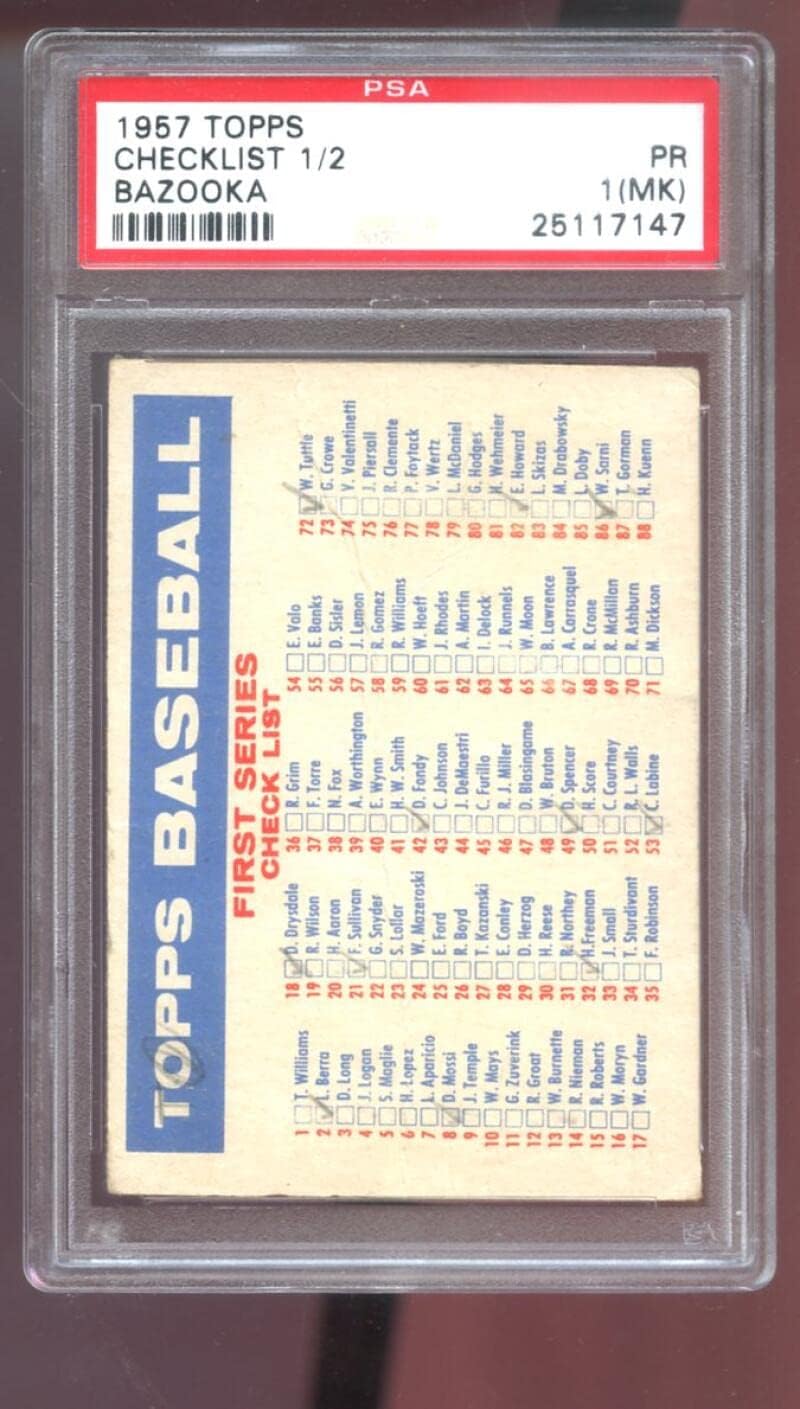 PSA
1957 TOPPS
CHECKLIST 1/2 PR
BAZOOKA 1(MK)
25117147
TOPPS BASEBALL
FIRST SERIES
CHECK LIST
1 T. Williams
2 L. Berra
3 D. Long
4 J. Logan
5 S. Maglie
6 H. Lopez
7 L. Aparicio
8 D. Mossi
9 J. Temple
10 W. Mays
11 G. Zuverink
12 R. Groat
13 W. Burnette
14 R. Nieman
15 R. Roberts
16 W. Moryn
17 W. Gardner
18 D. Drysdale
19 R. Wilson
20 H. Aaron
21 F. Sullivan
22 G. Snyder
23 S. Lollar
24 W. Mazeroski
25 E. Ford
26 R. Boyd
27 T. Kazanski
28 E. Conley
29 D. Herzog
30 H. Reese
31 R. Northey
32 H. Freeman
33 J. Small
34 T. Sturdivant
35 F. Robinson
36 R. Grim
37 F. Torre
38 N. Fox
39 A. Worthington
40 E. Wynn
41 H. W. Smith
42 D. Fondy
43 C. Johnson
44 J. DeMaestri
45 C. Furillo
46 R. J. Miller
47 D. Blasingame
48 W. Bruton
49 D. Spencer
50 H. Score
51 C. Courtney
52 R. L. Walls
53 C. Labine
54 E. Valo
55 E. Banks
56 D. Sisler
57 J. Lemon
58 R. Gomez
59 R. Williams
60 W. Hoeft
61 J. Rhodes
62 A. Martin
63 I. Delock
64 J. Runnels
65 W. Moon
66 B. Lawrence
67 A. Carrasquel
68 R. Crone
69 R. McMillan
70 R. Ashburn
71 M. Dickson
72 W. Tuttle
73 G. Crowe
74 V. Valentinetti
75 J. Piersall
76 R. Clemente
77 P. Foytack
78 V. Wertz
79 L. McDaniel
80 G. Hodges
81 H. Wehmeier
82 E. Howard
83 L. Skizas
84 M. Drabowsky
85 L. Doby
86 W. Sarni
87 T. Gorman
88 H. Kuenn